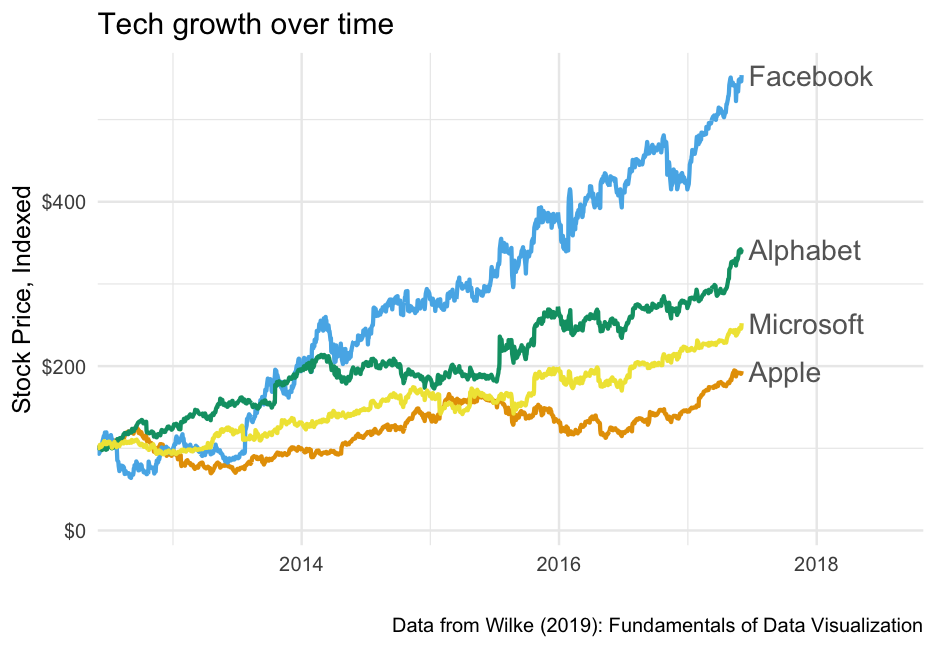 Tech growth over time
Stock Price, Indexed
$400
$200
$0
Facebook
Alphabet
Microsoft
Apple
2014
2016
2018
Data from Wilke (2019): Fundamentals of Data Visualization